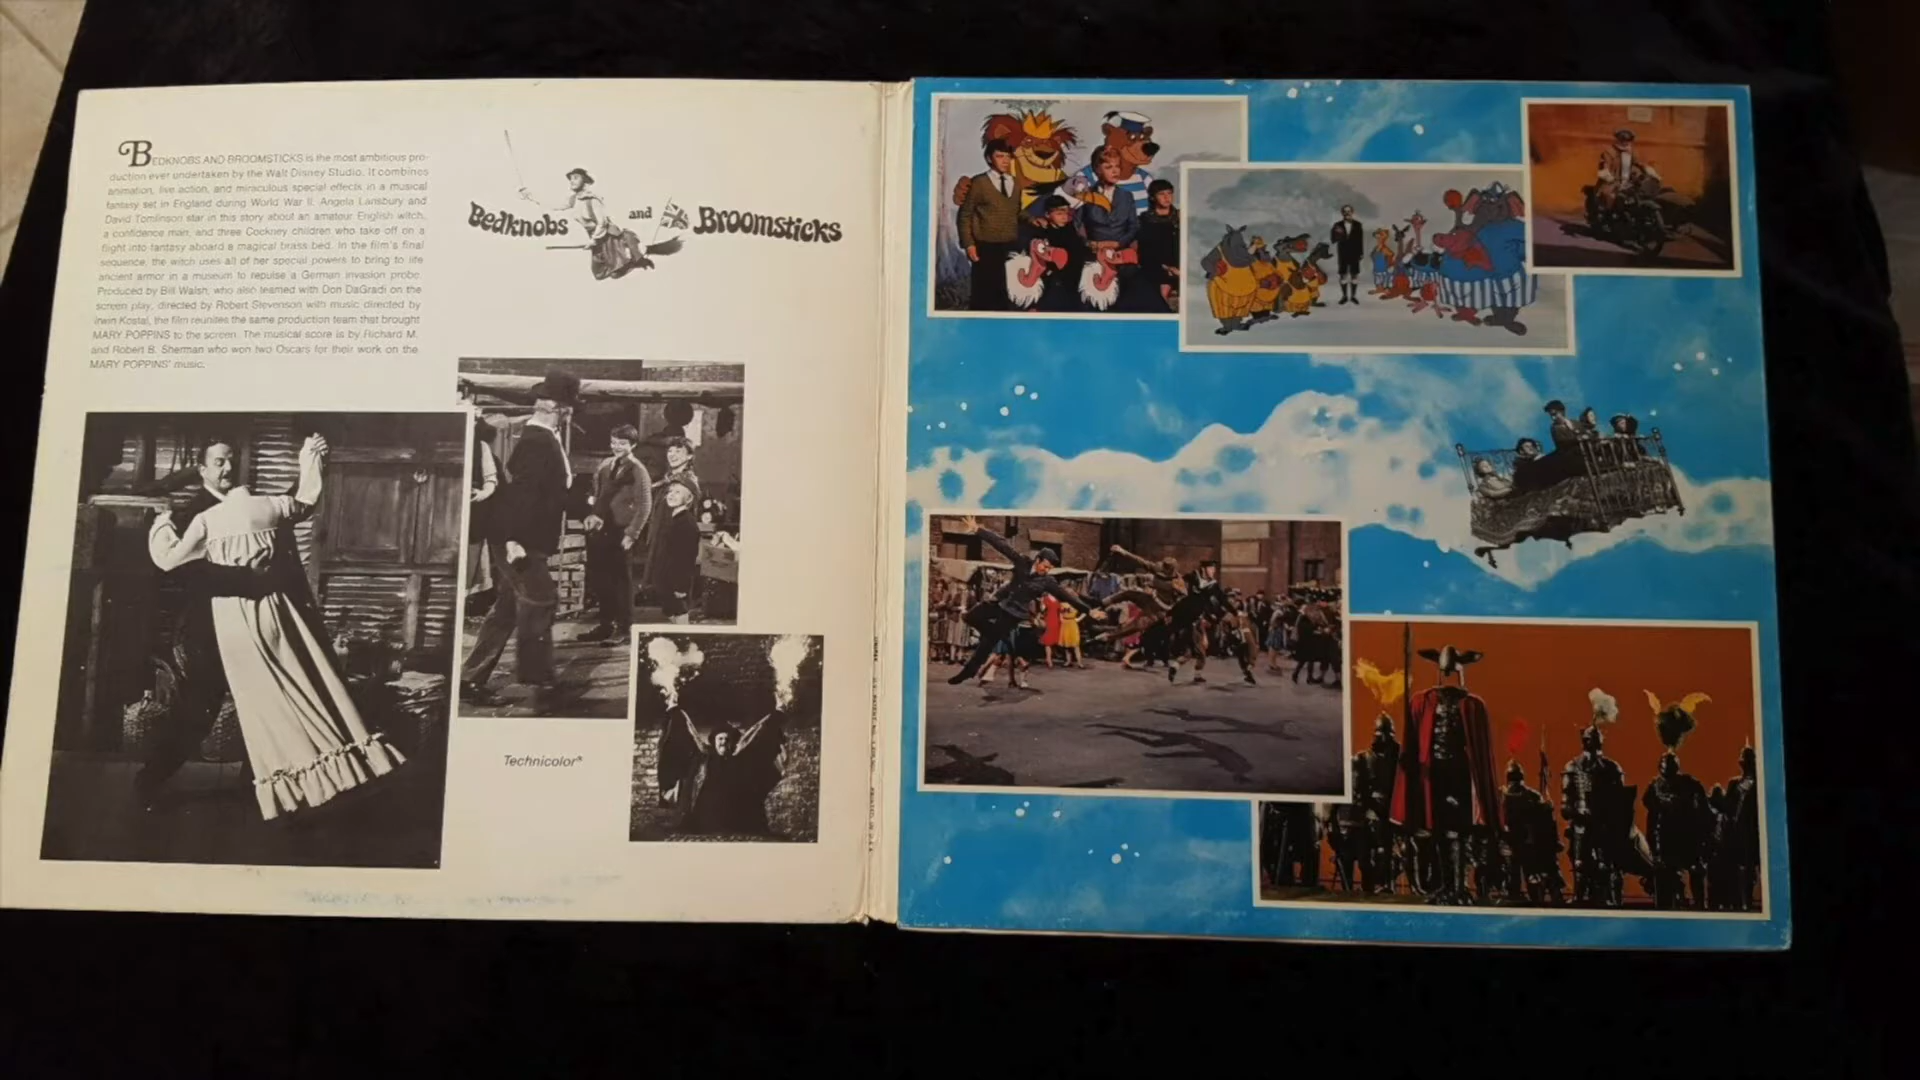 BEDKNOBS AND BROOMSTICKS is the most ambitious pro-
duction ever undertaken by the Walt Disney Studio. It combines
animation, live action, and miraculous special effects in a musical
fantasy set in England during World War II. Angela Lansbury and
David Tomlinson star in this story about an amateur English witch,
a confidence man, and three Cockney children who take off on a
flight into fantasy aboard a magical brass bed. In the film's final
sequence, the witch uses all of her special powers to bring to life
ancient armor in a museum to repulse a German invasion probe.
Produced by Bill Walsh, who also teamed with Don DaGradi on the
screen play, directed by Robert Stevenson with music directed by
Irwin Kostal, the film reunites the same production team that brought
MARY POPPINS to the screen. The musical score is by Richard M.
and Robert B. Sherman who won two Oscars for their work on the
MARY POPPINS' music.
Bedknobs and Broomsticks
Technicolor®